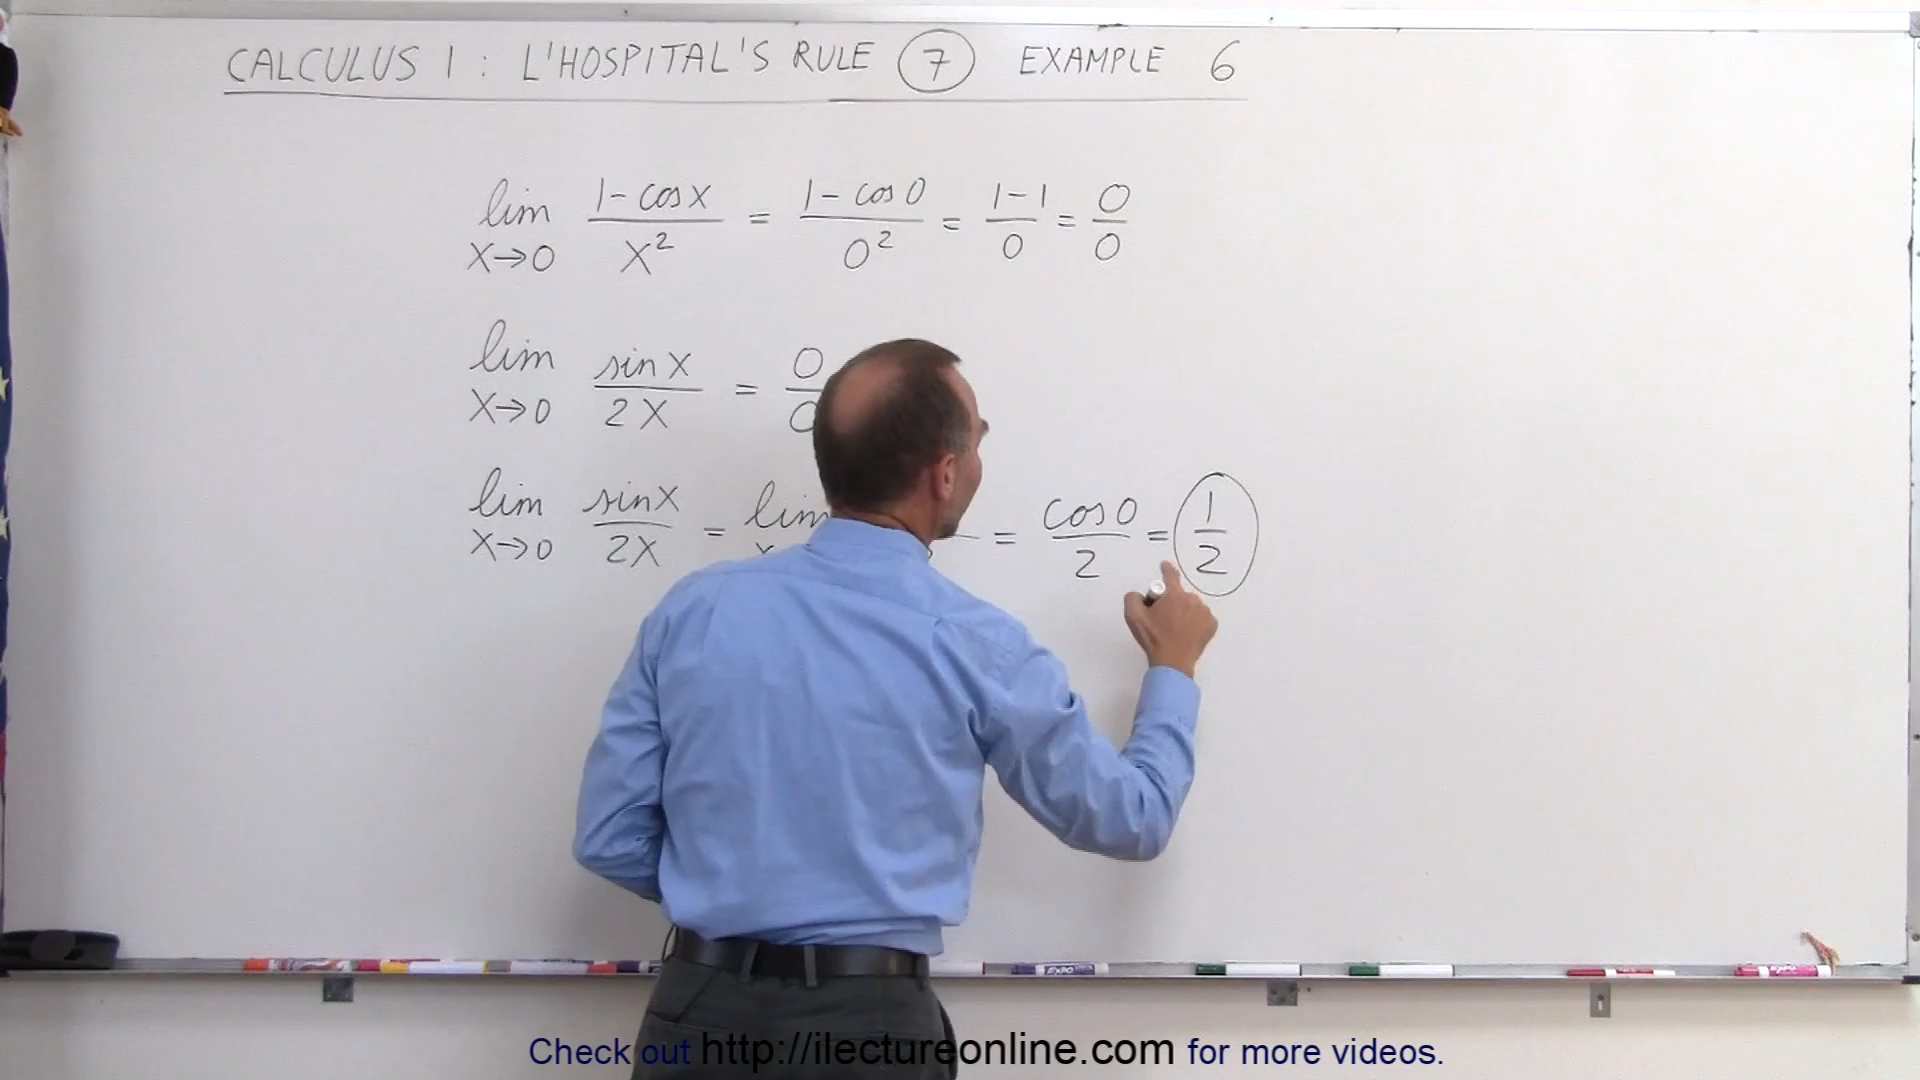 CALCULUS 1 : L'HOSPITAL'S RULE 7 EXAMPLE 6
lim x→0 (1 - cos x)/x² = (1 - cos 0)/0² = (1-1)/0 = 0/0
lim x→0 sin x/2x = 0/0
lim x→0 sin x/2x = lim = cos 0/2 = 1/2
EXPO
Check out http://ilectureonline.com for more videos.